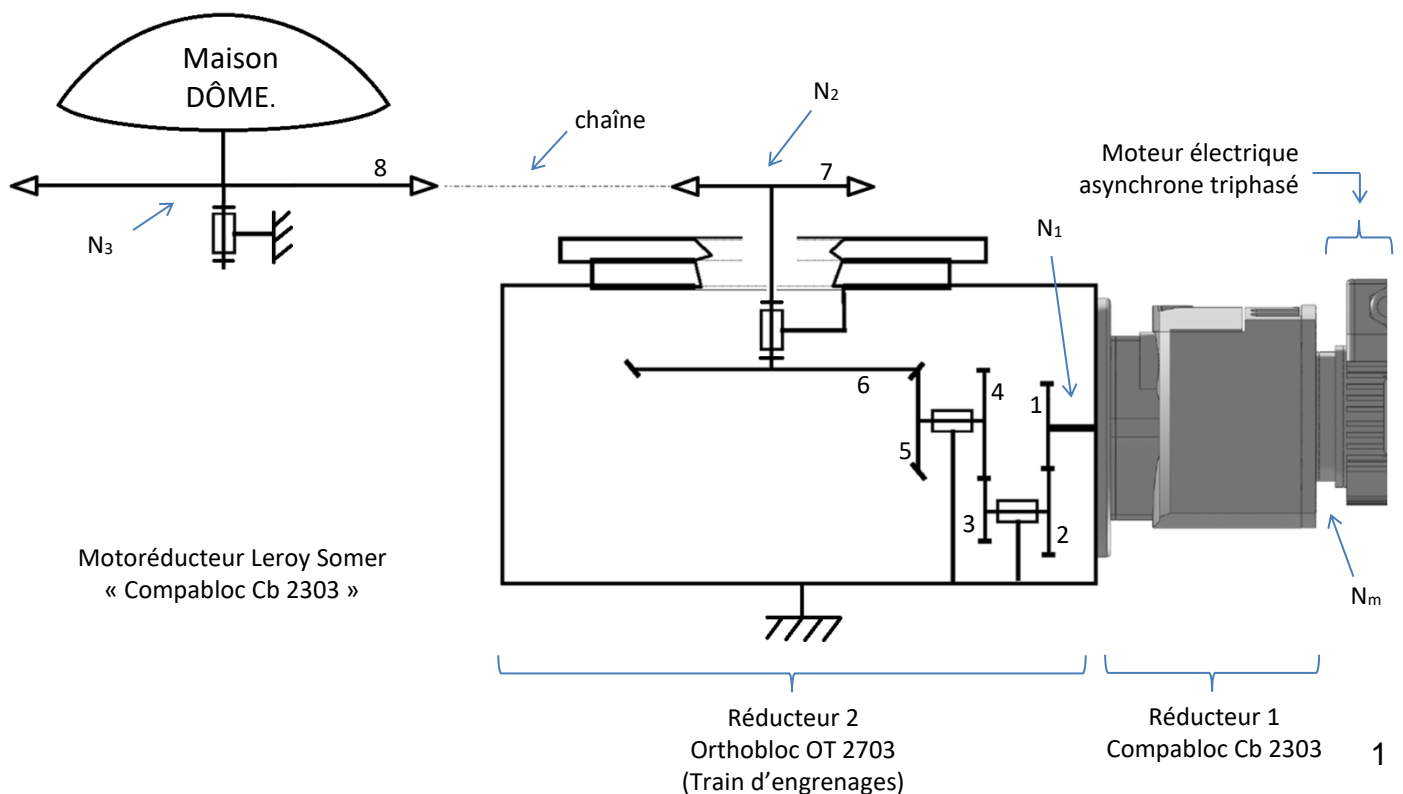 Maison
DÔME.
chaîne
N2
Moteur électrique
asynchrone triphasé
8
7
N3
N1
6
4
1
5
3
2
Motoréducteur Leroy Somer
« Compabloc Cb 2303 »
Nm
Réducteur 2
Orthobloc OT 2703
(Train d’engrenages)
Réducteur 1
Compabloc Cb 2303
1